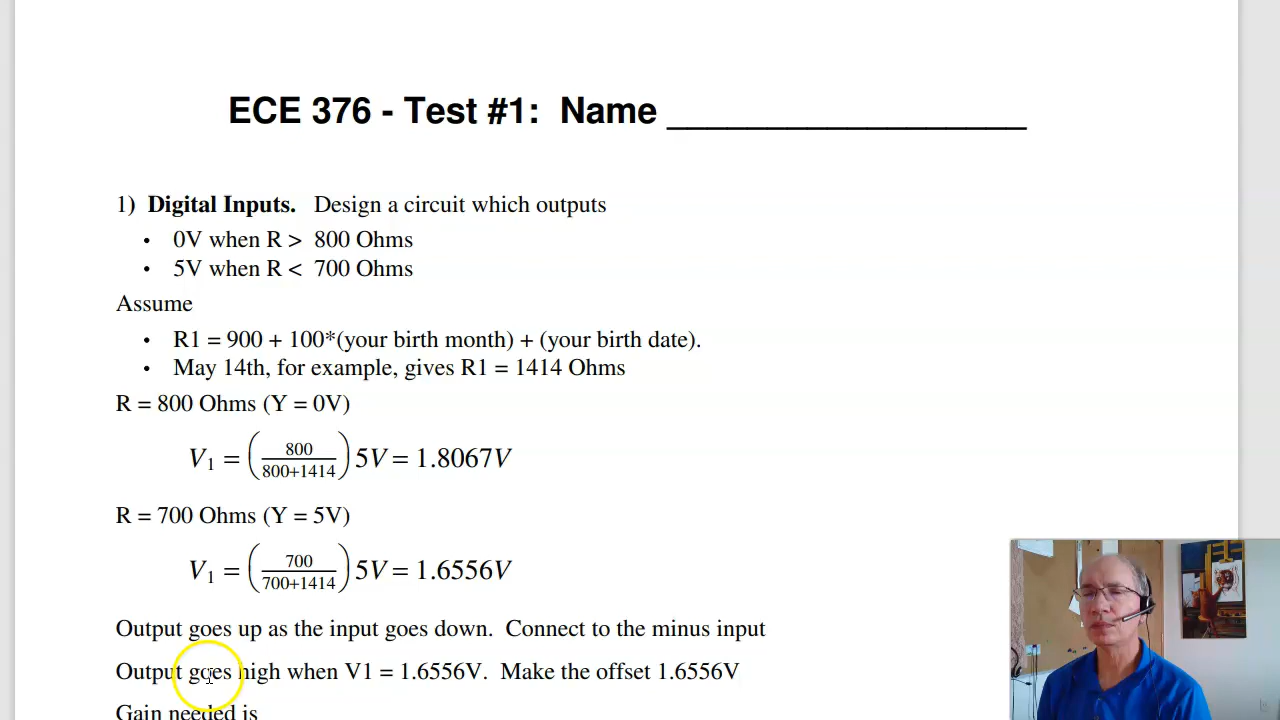 ECE 376 - Test #1: Name __________________
1) Digital Inputs. Design a circuit which outputs
• 0V when R > 800 Ohms
• 5V when R < 700 Ohms
Assume
• R1 = 900 + 100*(your birth month) + (your birth date).
• May 14th, for example, gives R1 = 1414 Ohms
R = 800 Ohms (Y = 0V)
V₁ = (800/(800+1414)) 5V = 1.8067V
R = 700 Ohms (Y = 5V)
V₁ = (700/(700+1414)) 5V = 1.6556V
Output goes up as the input goes down. Connect to the minus input
Output goes high when V1 = 1.6556V. Make the offset 1.6556V
Gain needed is